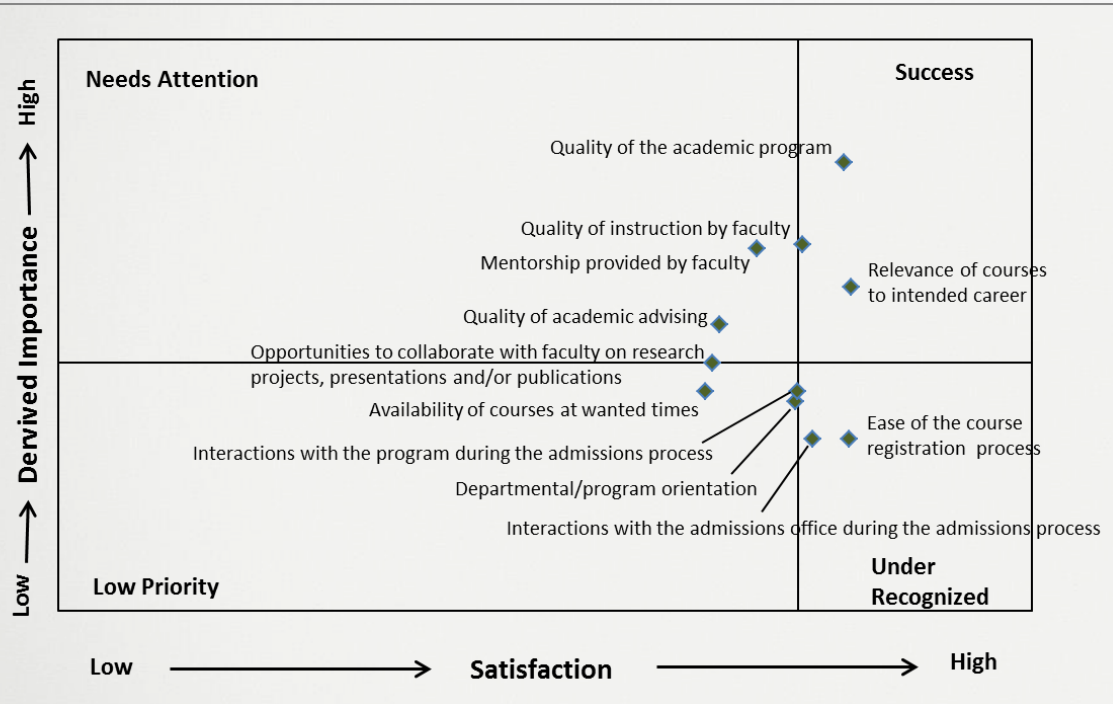 Needs Attention
Success
High
Quality of the academic program
Quality of instruction by faculty
Mentorship provided by faculty
Relevance of courses
to intended career
Quality of academic advising
Opportunities to collaborate with faculty on research
projects, presentations and/or publications
Dervived Importance
Availability of courses at wanted times
Ease of the course
registration process
Interactions with the program during the admissions process
Departmental/program orientation
Interactions with the admissions office during the admissions process
Under
Recognized
Low Priority
Low
Low
Satisfaction
High